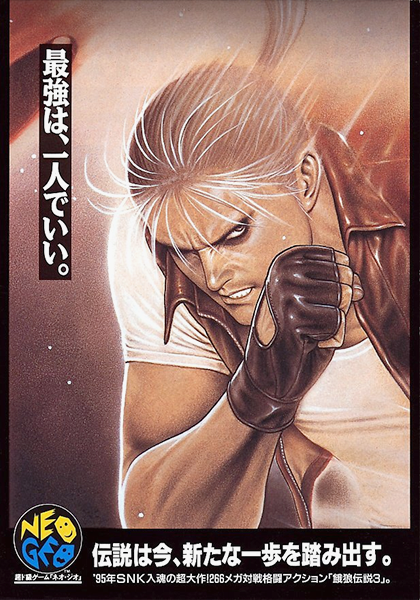 最強は、一人でいい。
NEO
GEO
TM
超ド級ゲーム「ネオ・ジオ」
伝説は今、新たな一歩を踏み出す。
'95年SNK入魂の超大作!266メガ対戦格闘アクション「餓狼伝説3」。